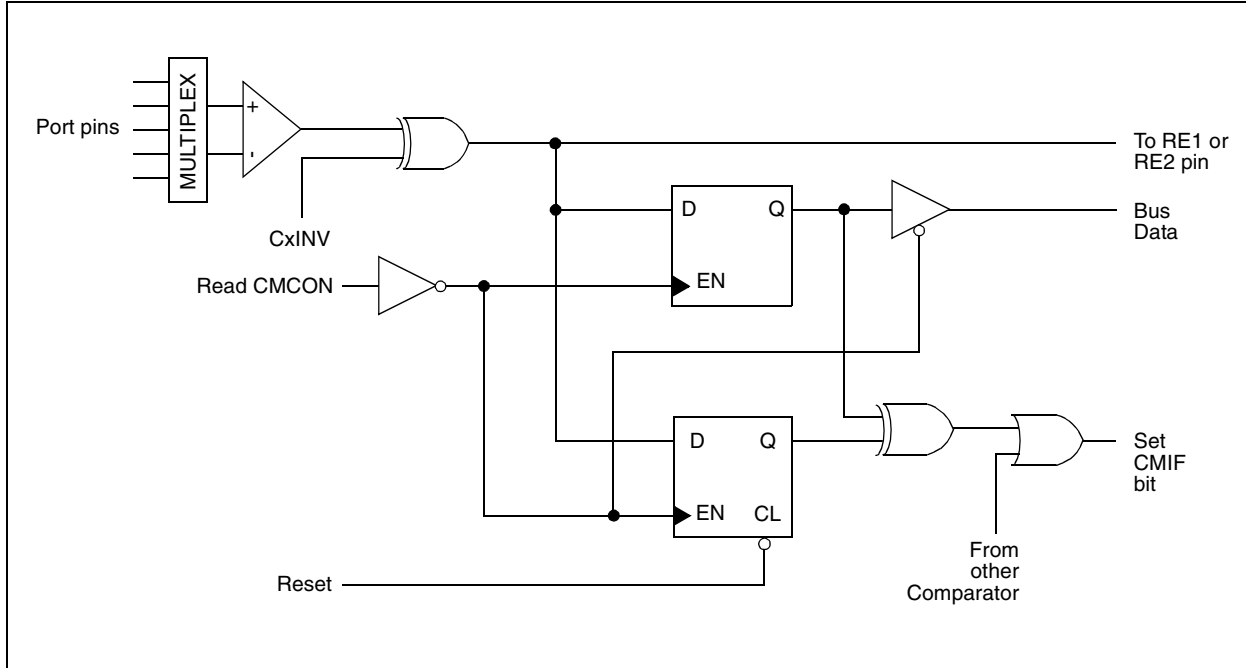 MULTIPLEX
Port pins
+
-
CxINV
To RE1 or
RE2 pin
D
Q
EN
Bus
Data
Read CMCON
D
Q
EN
CL
Set
CMIF
bit
From
other
Comparator
Reset